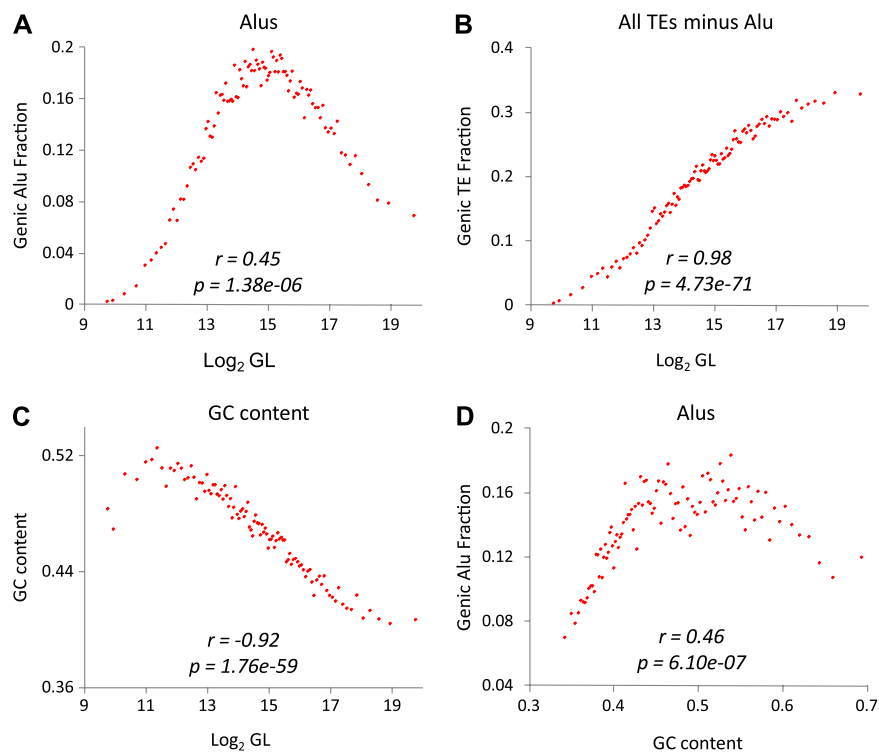 A
Alus
0.2
0.16
0.12
0.08
0.04
0
Genic Alu Fraction
r = 0.45
p = 1.38e-06
9 11 13 15 17 19
Log2 GL
B
All TEs minus Alu
0.4
0.3
0.2
0.1
0
Genic TE Fraction
r = 0.98
p = 4.73e-71
9 11 13 15 17 19
Log2 GL
C
GC content
0.52
0.44
0.36
GC content
r = -0.92
p = 1.76e-59
9 11 13 15 17 19
Log2 GL
D
Alus
0.2
0.16
0.12
0.08
0.04
Genic Alu Fraction
r = 0.46
p = 6.10e-07
0.3 0.4 0.5 0.6 0.7
GC content